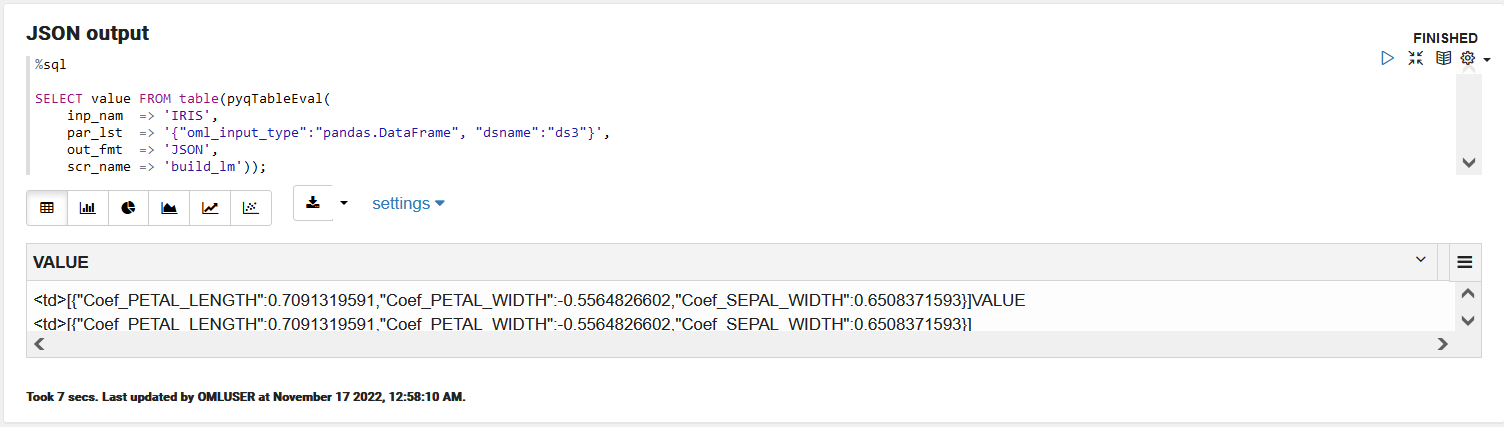 JSON output
FINISHED
%sql
SELECT value FROM table(pyqTableEval(
inp_nam => 'IRIS',
par_lst => '{"oml_input_type":"pandas.DataFrame", "dsname":"ds3"}',
out_fmt => 'JSON',
scr_name => 'build_lm'));
settings
VALUE
<td>[{"Coef_PETAL_LENGTH":0.7091319591,"Coef_PETAL_WIDTH":-0.5564826602,"Coef_SEPAL_WIDTH":0.6508371593}]VALUE
<td>[{"Coef_PETAL_LENGTH":0.7091319591,"Coef_PETAL_WIDTH":-0.5564826602,"Coef_SEPAL_WIDTH":0.6508371593}]
Took 7 secs. Last updated by OMLUSER at November 17 2022, 12:58:10 AM.